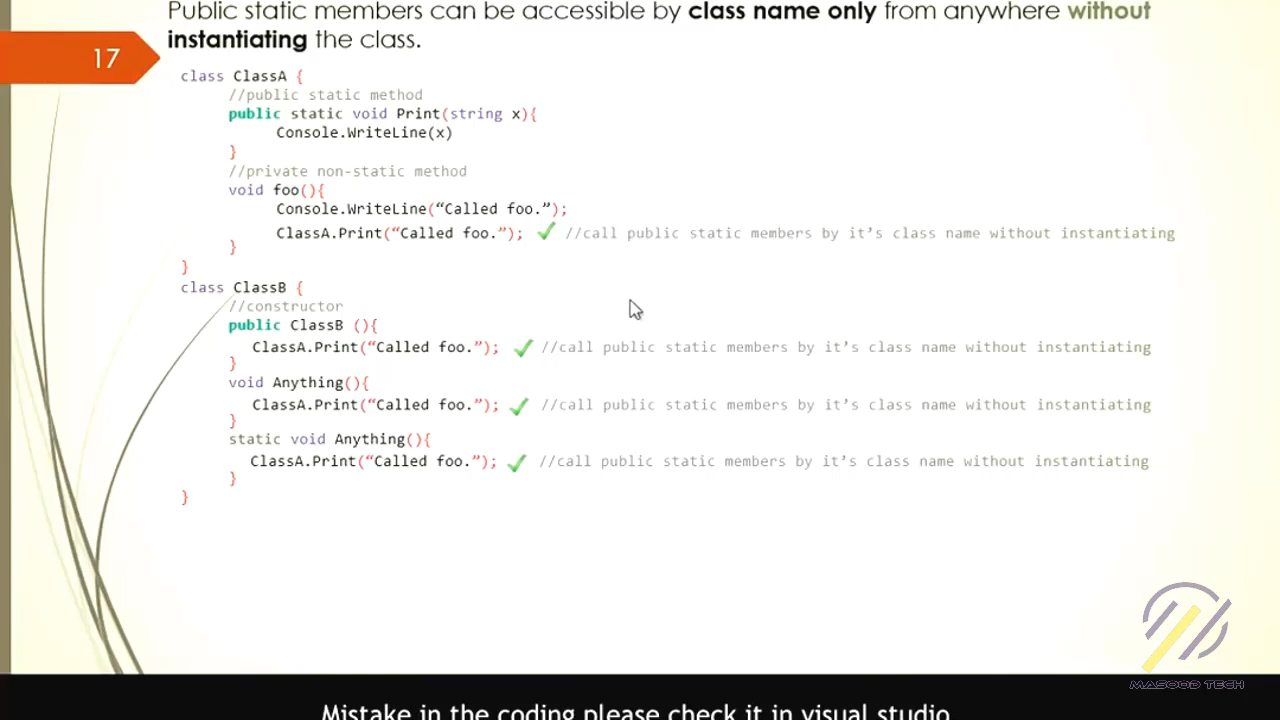 Public static members can be accessible by class name only from anywhere without
instantiating the class.
17
class ClassA {
//public static method
public static void Print(string x){
Console.WriteLine(x)
}
//private non-static method
void foo(){
Console.WriteLine(“Called foo.”);
ClassA.Print(“Called foo.”); //call public static members by it’s class name without instantiating
}
}
class ClassB {
//constructor
public ClassB (){
ClassA.Print(“Called foo.”); //call public static members by it’s class name without instantiating
}
void Anything(){
ClassA.Print(“Called foo.”); //call public static members by it’s class name without instantiating
}
static void Anything(){
ClassA.Print(“Called foo.”); //call public static members by it’s class name without instantiating
}
}
MASOOD TECH
Mistake in the coding please check it in visual studio